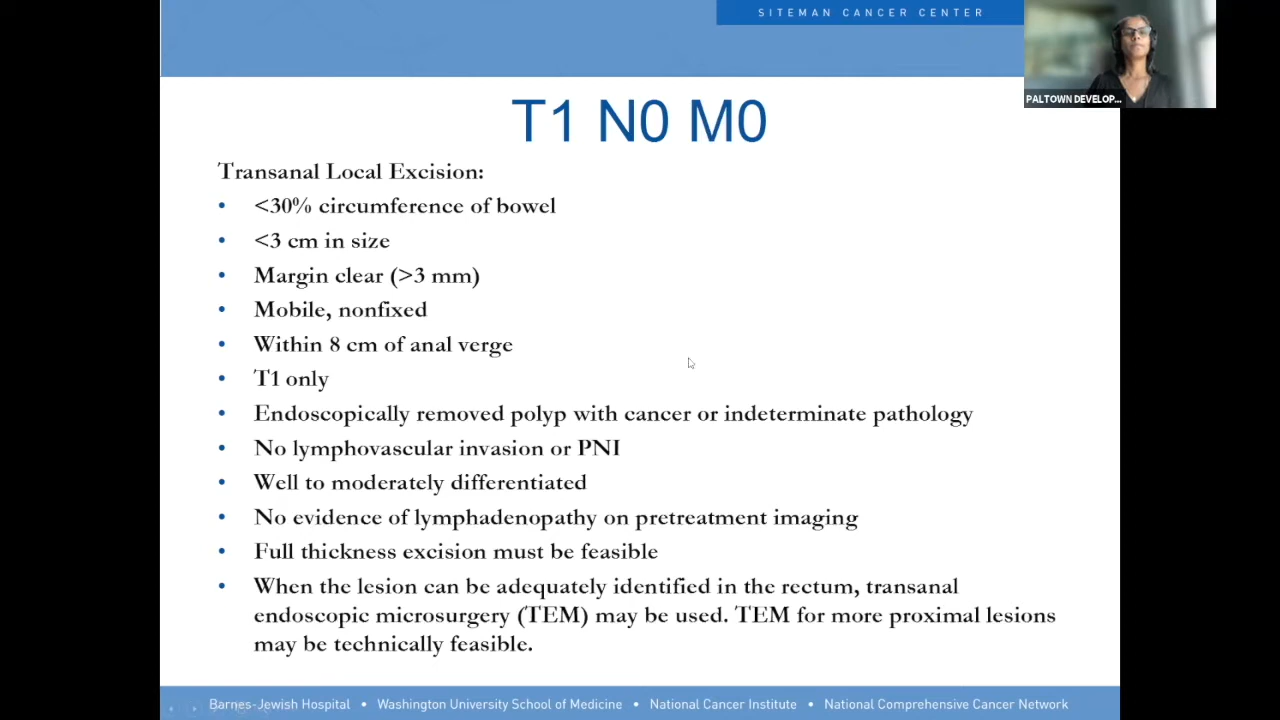 SITEMAN CANCER CENTER
PALTOWN DEVELOP...
T1 N0 M0
Transanal Local Excision:
• <30% circumference of bowel
• <3 cm in size
• Margin clear (>3 mm)
• Mobile, nonfixed
• Within 8 cm of anal verge
• T1 only
• Endoscopically removed polyp with cancer or indeterminate pathology
• No lymphovascular invasion or PNI
• Well to moderately differentiated
• No evidence of lymphadenopathy on pretreatment imaging
• Full thickness excision must be feasible
• When the lesion can be adequately identified in the rectum, transanal
endoscopic microsurgery (TEM) may be used. TEM for more proximal lesions
may be technically feasible.
Barnes-Jewish Hospital • Washington University School of Medicine • National Cancer Institute • National Comprehensive Cancer Network